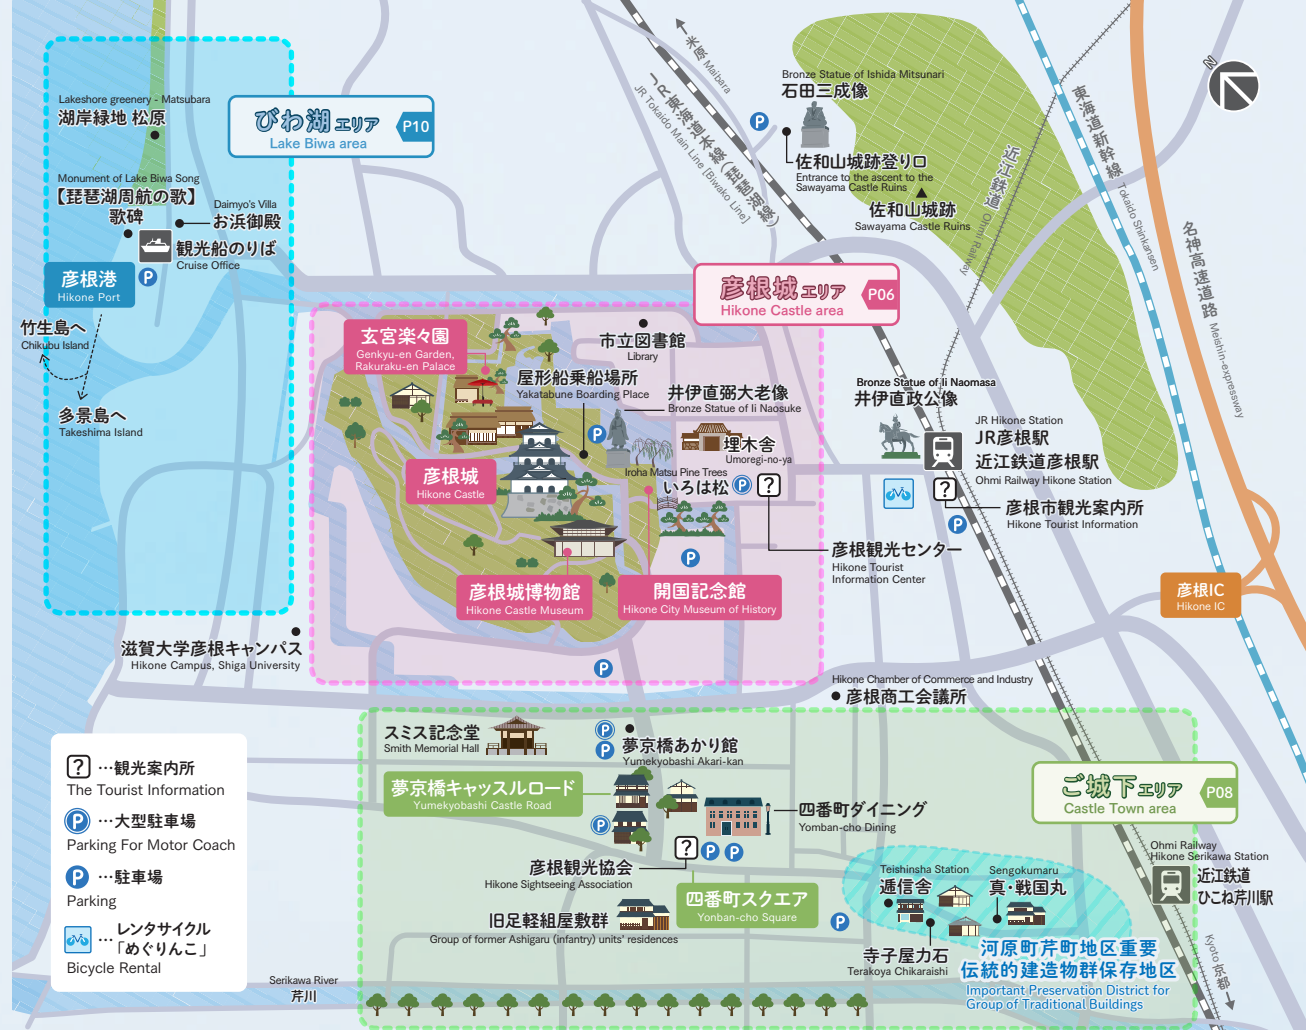 Lakeshore greenery - Matsubara
湖岸緑地 松原
びわ湖エリア
Lake Biwa area
P10
Monument of Lake Biwa Song
【琵琶湖周航の歌】
歌碑
Daimyo's Villa
お浜御殿
観光船のりば
Cruise Office
彦根港
Hikone Port
P
竹生島へ
Chikubu Island
多景島へ
Takeshima Island
米原 Maibara
JR東海道本線(琵琶湖線)
JR Tokaido Main Line [Biwako Line]
Bronze Statue of Ishida Mitsunari
石田三成像
P
佐和山城跡登り口
Entrance to the ascent to the
Sawayama Castle Ruins
佐和山城跡
Sawayama Castle Ruins
近江鉄道 Ohmi Railway
東海道新幹線 Tokaido Shinkansen
名神高速道路 Meishin-expressway
N
彦根城エリア
Hikone Castle area
P06
玄宮楽々園
Genkyu-en Garden,
Rakuraku-en Palace
市立図書館
Library
屋形船乗船場所
Yakatabune Boarding Place
井伊直弼大老像
Bronze Statue of Ii Naosuke
P
埋木舎
Umoregi-no-ya
Iroha Matsu Pine Trees
いろは松
P
?
彦根城
Hikone Castle
P
彦根城博物館
Hikone Castle Museum
開国記念館
Hikone City Museum of History
P
Bronze Statue of Ii Naomasa
井伊直政公像
JR Hikone Station
JR彦根駅
近江鉄道彦根駅
Ohmi Railway Hikone Station
?
彦根市観光案内所
Hikone Tourist Information
P
彦根観光センター
Hikone Tourist
Information Center
彦根IC
Hikone IC
滋賀大学彦根キャンパス
Hikone Campus, Shiga University
Hikone Chamber of Commerce and Industry
彦根商工会議所
スミス記念堂
Smith Memorial Hall
P
P
夢京橋あかり館
Yumekyobashi Akari-kan
夢京橋キャッスルロード
Yumekyobashi Castle Road
P
四番町ダイニング
Yomban-cho Dining
ご城下エリア
Castle Town area
P08
?
P
P
彦根観光協会
Hikone Sightseeing Association
四番町スクエア
Yonban-cho Square
旧足軽組屋敷群
Group of former Ashigaru (infantry) units' residences
P
Teishinsha Station
逓信舎
Sengokumaru
真・戦国丸
寺子屋力石
Terakoya Chikaraishi
河原町芹町地区重要
伝統的建造物群保存地区
Important Preservation District for
Group of Traditional Buildings
Ohmi Railway
Hikone Serikawa Station
近江鉄道
ひこね芹川駅
Kyoto 京都
Serikawa River
芹川
? …観光案内所
The Tourist Information
P …大型駐車場
Parking For Motor Coach
P …駐車場
Parking
…レンタサイクル
「めぐりんこ」
Bicycle Rental